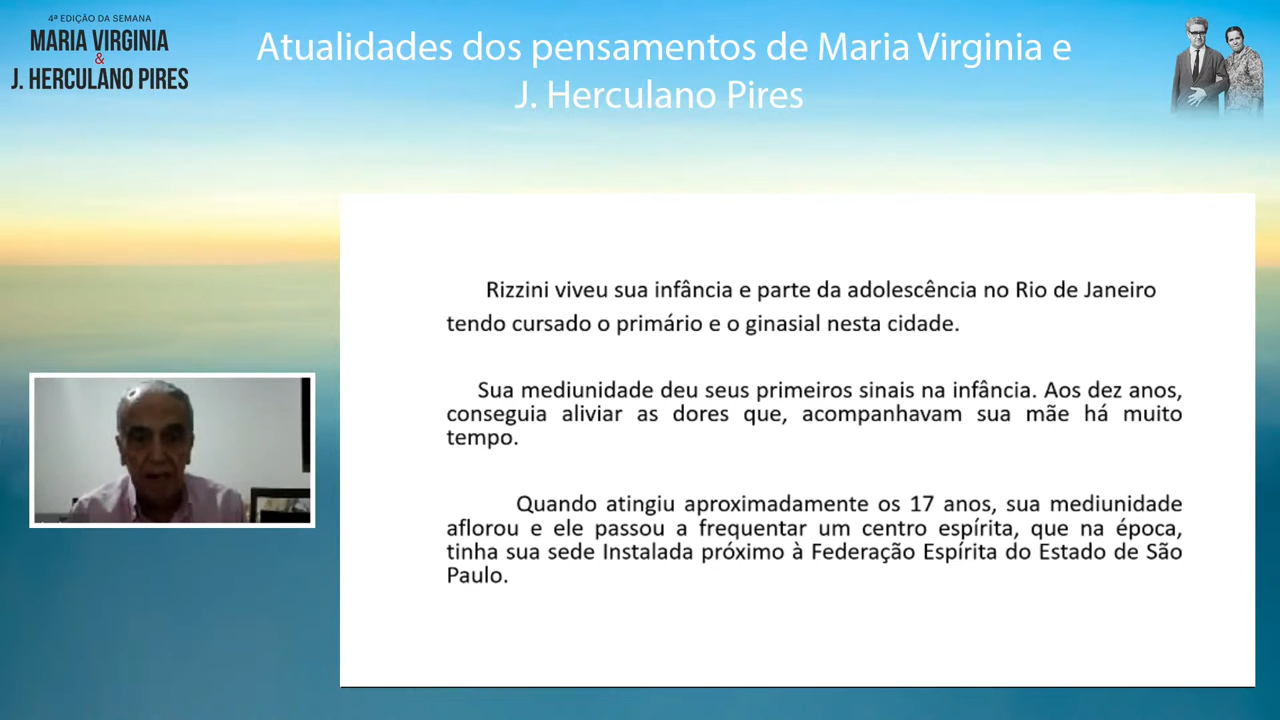 4ª EDIÇÃO DA SEMANA
MARIA VIRGINIA
&
J. HERCULANO PIRES
Atualidades dos pensamentos de Maria Virginia e
J. Herculano Pires
Rizzini viveu sua infância e parte da adolescência no Rio de Janeiro
tendo cursado o primário e o ginasial nesta cidade.
Sua mediunidade deu seus primeiros sinais na infância. Aos dez anos,
conseguia aliviar as dores que, acompanhavam sua mãe há muito
tempo.
Quando atingiu aproximadamente os 17 anos, sua mediunidade
aflorou e ele passou a frequentar um centro espírita, que na época,
tinha sua sede Instalada próximo à Federação Espírita do Estado de São
Paulo.